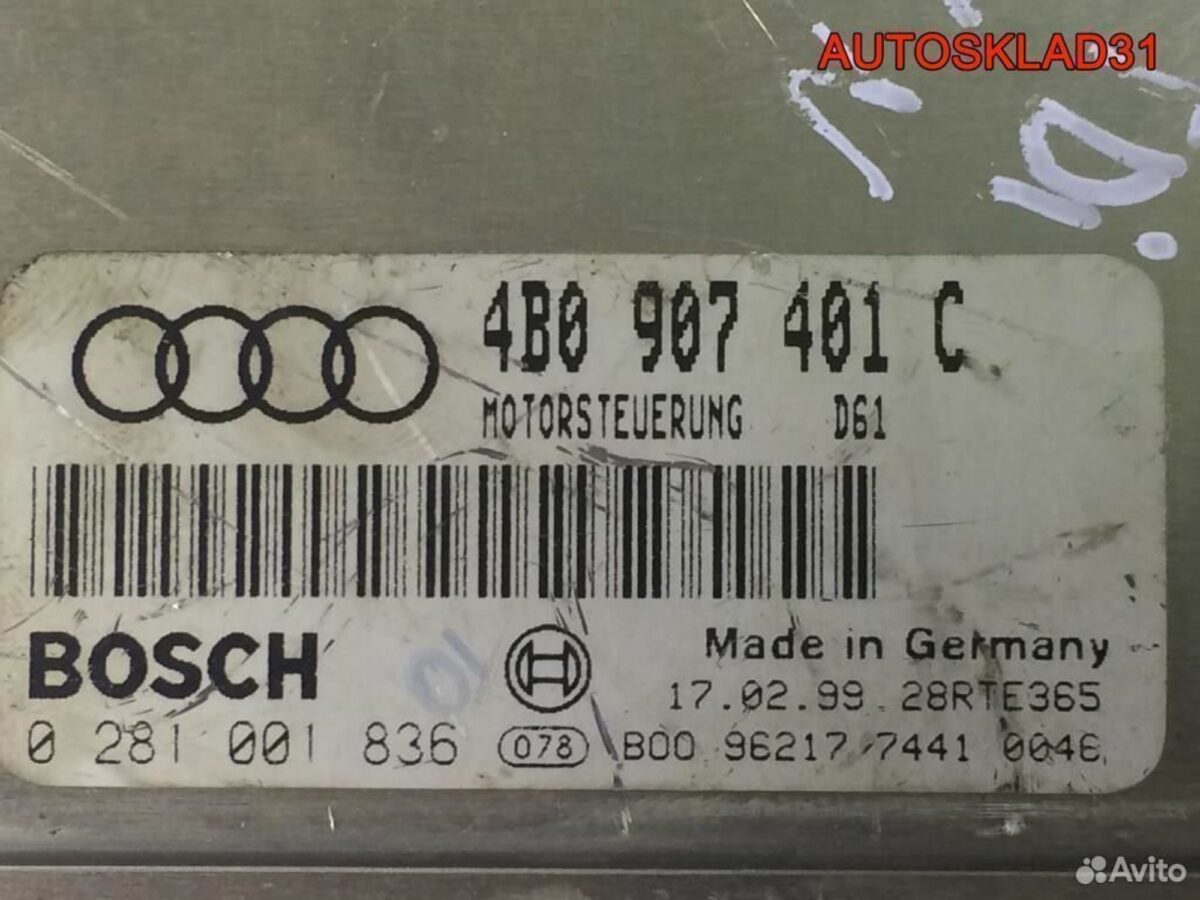 AUTOSKLAD31
4B0 907 401 C
MOTORSTEUERUNG D61
BOSCH
10
Made in Germany
17.02.99 28RTE365
0 281 001 836 078 B00 96217 7441 0046
Avito